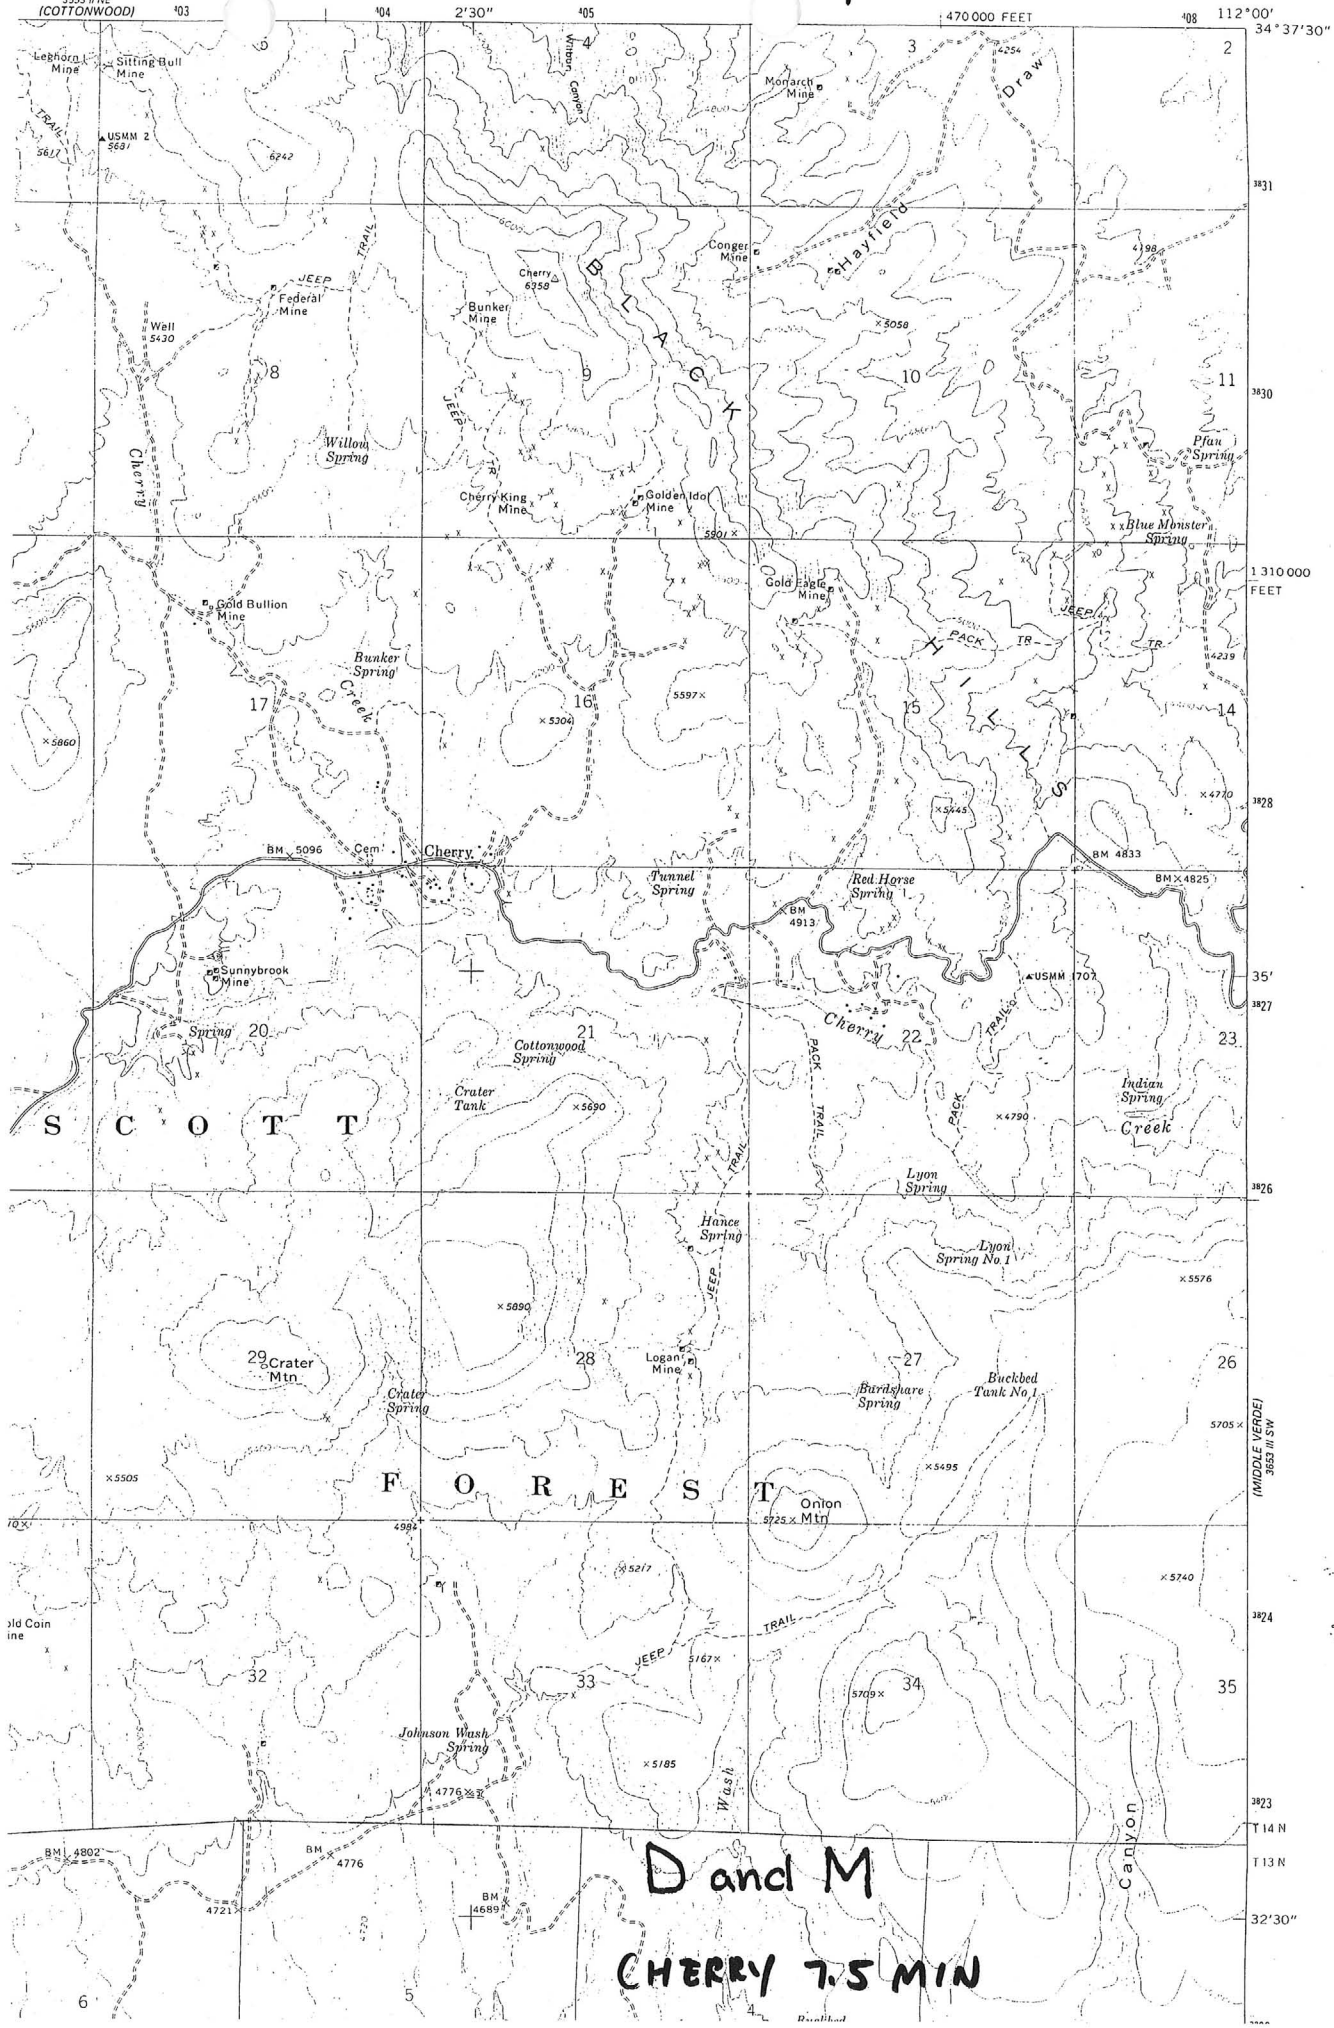 (COTTONWOOD)
403
404
2'30"
405
470 000 FEET
408
112°00'
34°37'30"
4
3
2
4254
Leghorn
Mine
Sitting Bull
Mine
Canyon
Monarch
Mine
Draw
TRAIL
USMM 2
5681
5617
6242
3831
6000
TRAIL
Hayfield
Conger
Mine
4798
Cherry
6358
JEEP
Federal
Mine
Bunker
Mine
BLACK
Well
5430
5058
8
9
10
11
3830
JEEP
Willow
Spring
Cherry
Pfau
Spring
Cherry King
Mine
Golden Idol
Mine
5901
Blue Monster
Spring
1 310 000
FEET
Gold Eagle
Mine
Gold Bullion
Mine
JEEP
PACK
TR
TR
HILLS
4239
Bunker
Spring
Creek
17
16
5597
15
14
5304
5860
5445
4770
3828
BM 5096
Cem
Cherry
BM 4833
BM 4825
Tunnel
Spring
Red Horse
Spring
BM
4913
Sunnybrook
Mine
USMM 1707
35'
3827
Spring
20
21
Cherry
22
23
TRAIL
Cottonwood
Spring
PACK
TRAIL
Crater
Tank
5690
PACK
4790
Indian
Spring
Creek
SCOTT
TRAIL
Lyon
Spring
3826
Hance
Spring
Lyon
Spring No.1
5576
JEEP
5890
29
Crater
Mtn
28
Logan
Mine
27
26
Crater
Spring
Burdshare
Spring
Buckbed
Tank No.1
5705
(MIDDLE VERDE)
3653 III SW
5505
5495
FOREST
Onion
Mtn
5725
4984
5217
5740
3824
old Coin
ine
TRAIL
JEEP
5167
32
33
34
35
5709
Johnson Wash
Spring
5185
Wash
4776
3823
T 14 N
T 13 N
BM 4802
BM
4776
Canyon
D and M
4721
BM
4689
32'30"
CHERRY 7.5 MIN
6
5
4